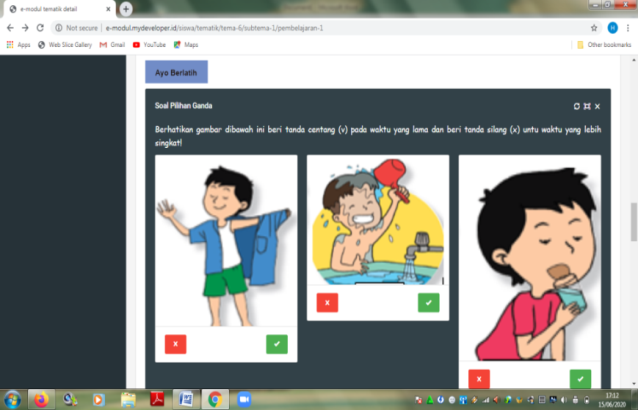 e-modul tematik detail
Not secure | e-modul.mydeveloper.id/siswa/tematik/tema-6/subtema-1/pembelajaran-1
Apps Web Slice Gallery Gmail YouTube Maps Other bookmarks
Ayo Berlatih
Soal Pilihan Ganda
Berhatikan gambar dibawah ini beri tanda centang (v) pada waktu yang lama dan beri tanda silang (x) untu waktu yang lebih
singkat!
17:12
15/06/2020